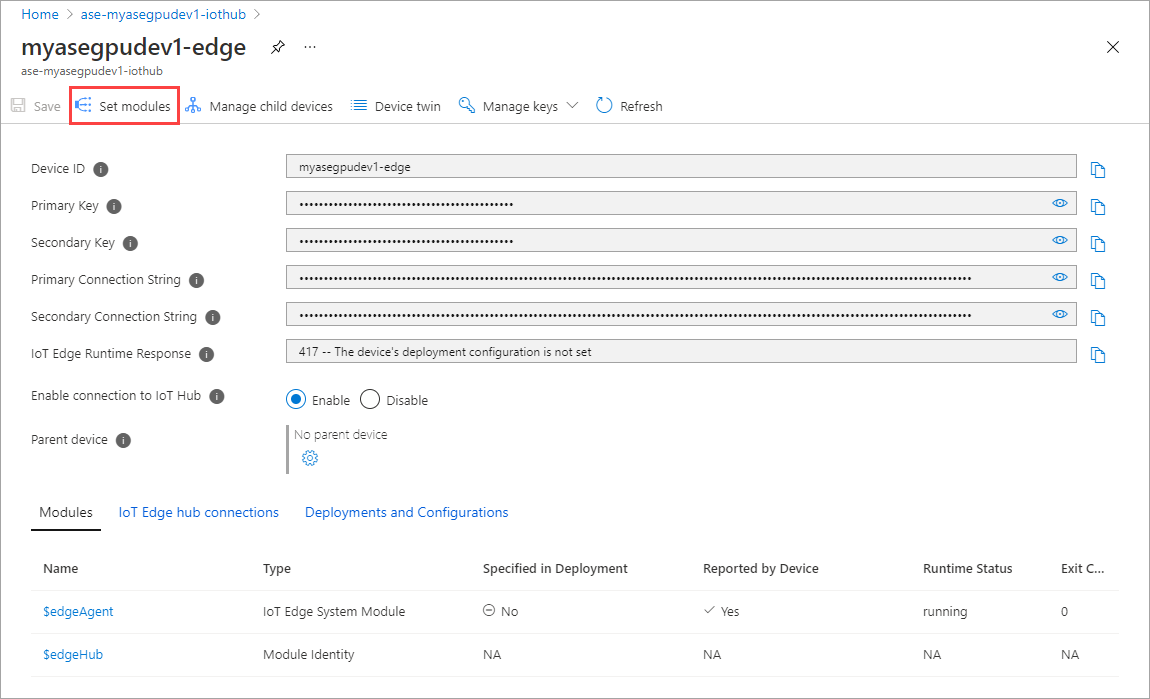 Home > ase-myasegpudev1-iothub >
myasegpudev1-edge ...
ase-myasegpudev1-iothub
Save Set modules Manage child devices Device twin Manage keys Refresh
Device ID myasegpudev1-edge
Primary Key ••••••••••••••••••••••••••••••••••••••••••••
Secondary Key ••••••••••••••••••••••••••••••••••••••••••••
Primary Connection String
Secondary Connection String
IoT Edge Runtime Response 417 -- The device's deployment configuration is not set
Enable connection to IoT Hub Enable Disable
Parent device No parent device
Modules IoT Edge hub connections Deployments and Configurations
Name Type Specified in Deployment Reported by Device Runtime Status Exit C...
$edgeAgent IoT Edge System Module No Yes running 0
$edgeHub Module Identity NA NA NA NA